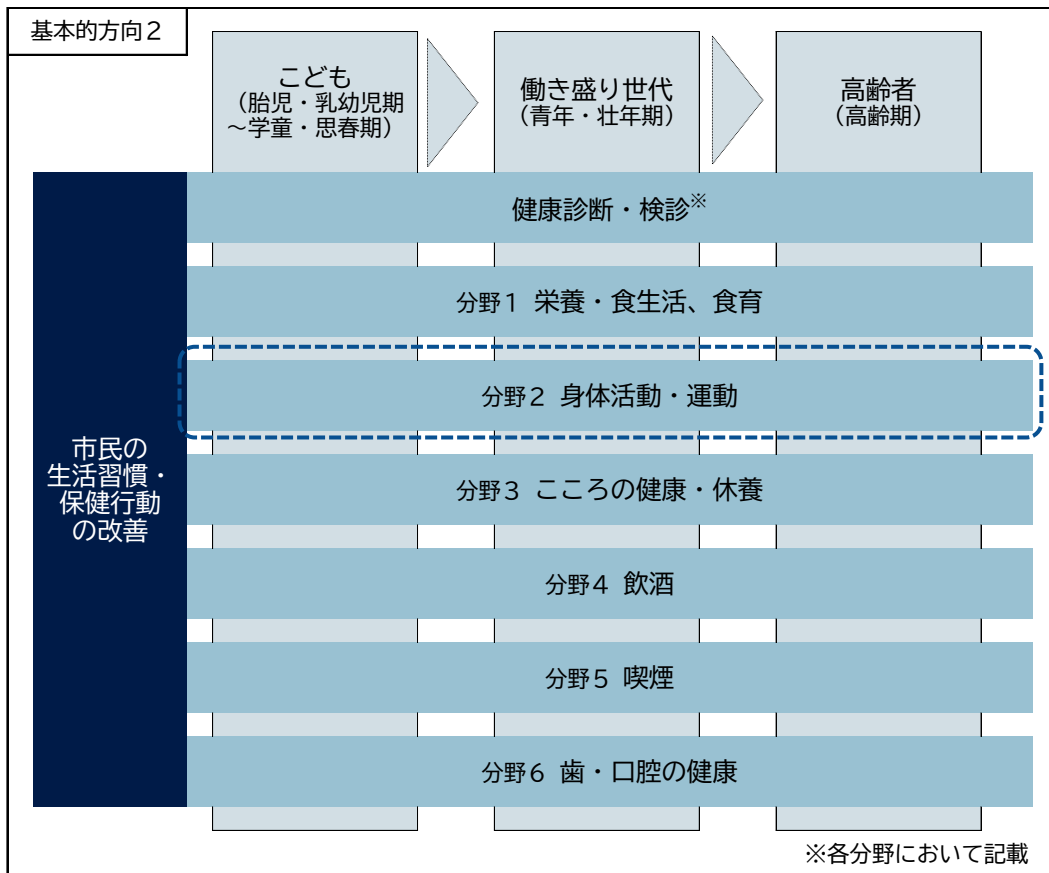 基本的方向２
こども
（胎児・乳幼児期
～学童・思春期）
働き盛り世代
（青年・壮年期）
高齢者
（高齢期）
市民の
生活習慣・
保健行動
の改善
健康診断・検診※
分野１ 栄養・食生活、食育
分野２ 身体活動・運動
分野３ こころの健康・休養
分野４ 飲酒
分野５ 喫煙
分野６ 歯・口腔の健康
※各分野において記載